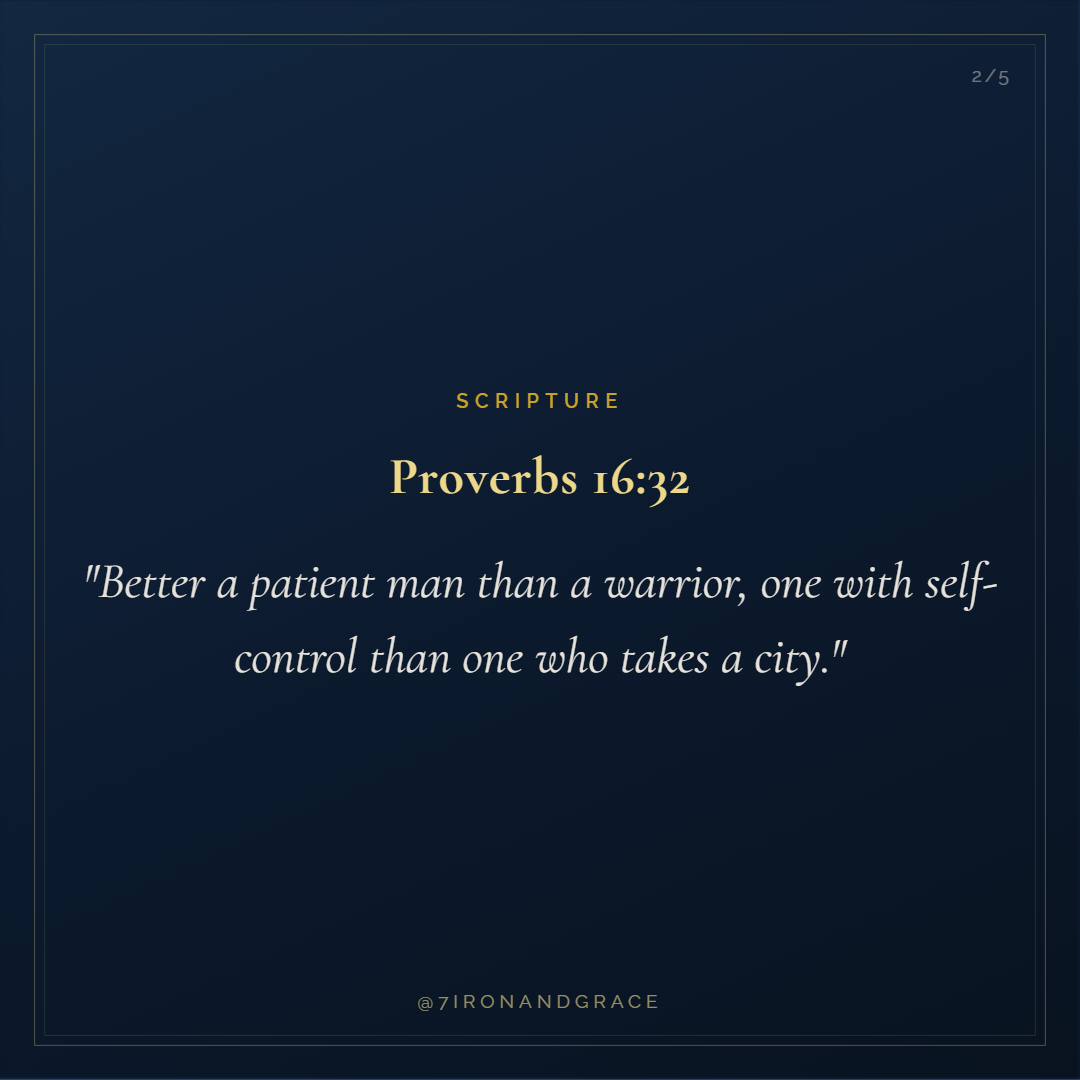 2/5
SCRIPTURE
Proverbs 16:32
"Better a patient man than a warrior, one with self-
control than one who takes a city."
@7IRONANDGRACE